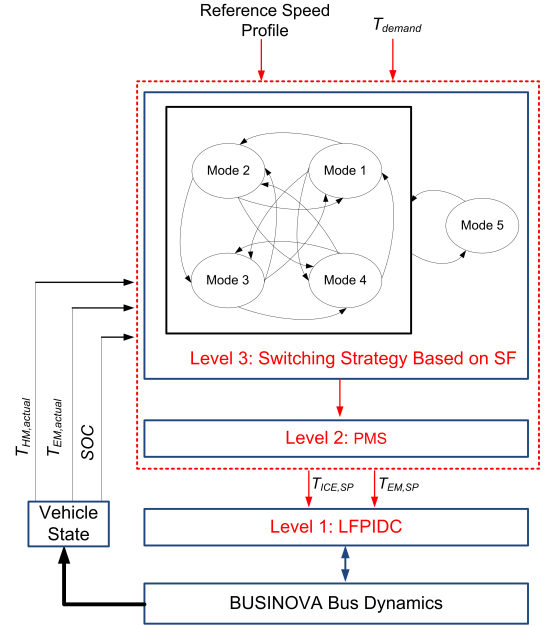 Reference Speed
Profile
T_demand
Mode 2
Mode 1
Mode 5
Mode 3
Mode 4
Level 3: Switching Strategy Based on SF
Level 2: PMS
T_HM,actual
T_EM,actual
SOC
T_ICE,SP
T_EM,SP
Vehicle
State
Level 1: LFPIDC
BUSINOVA Bus Dynamics